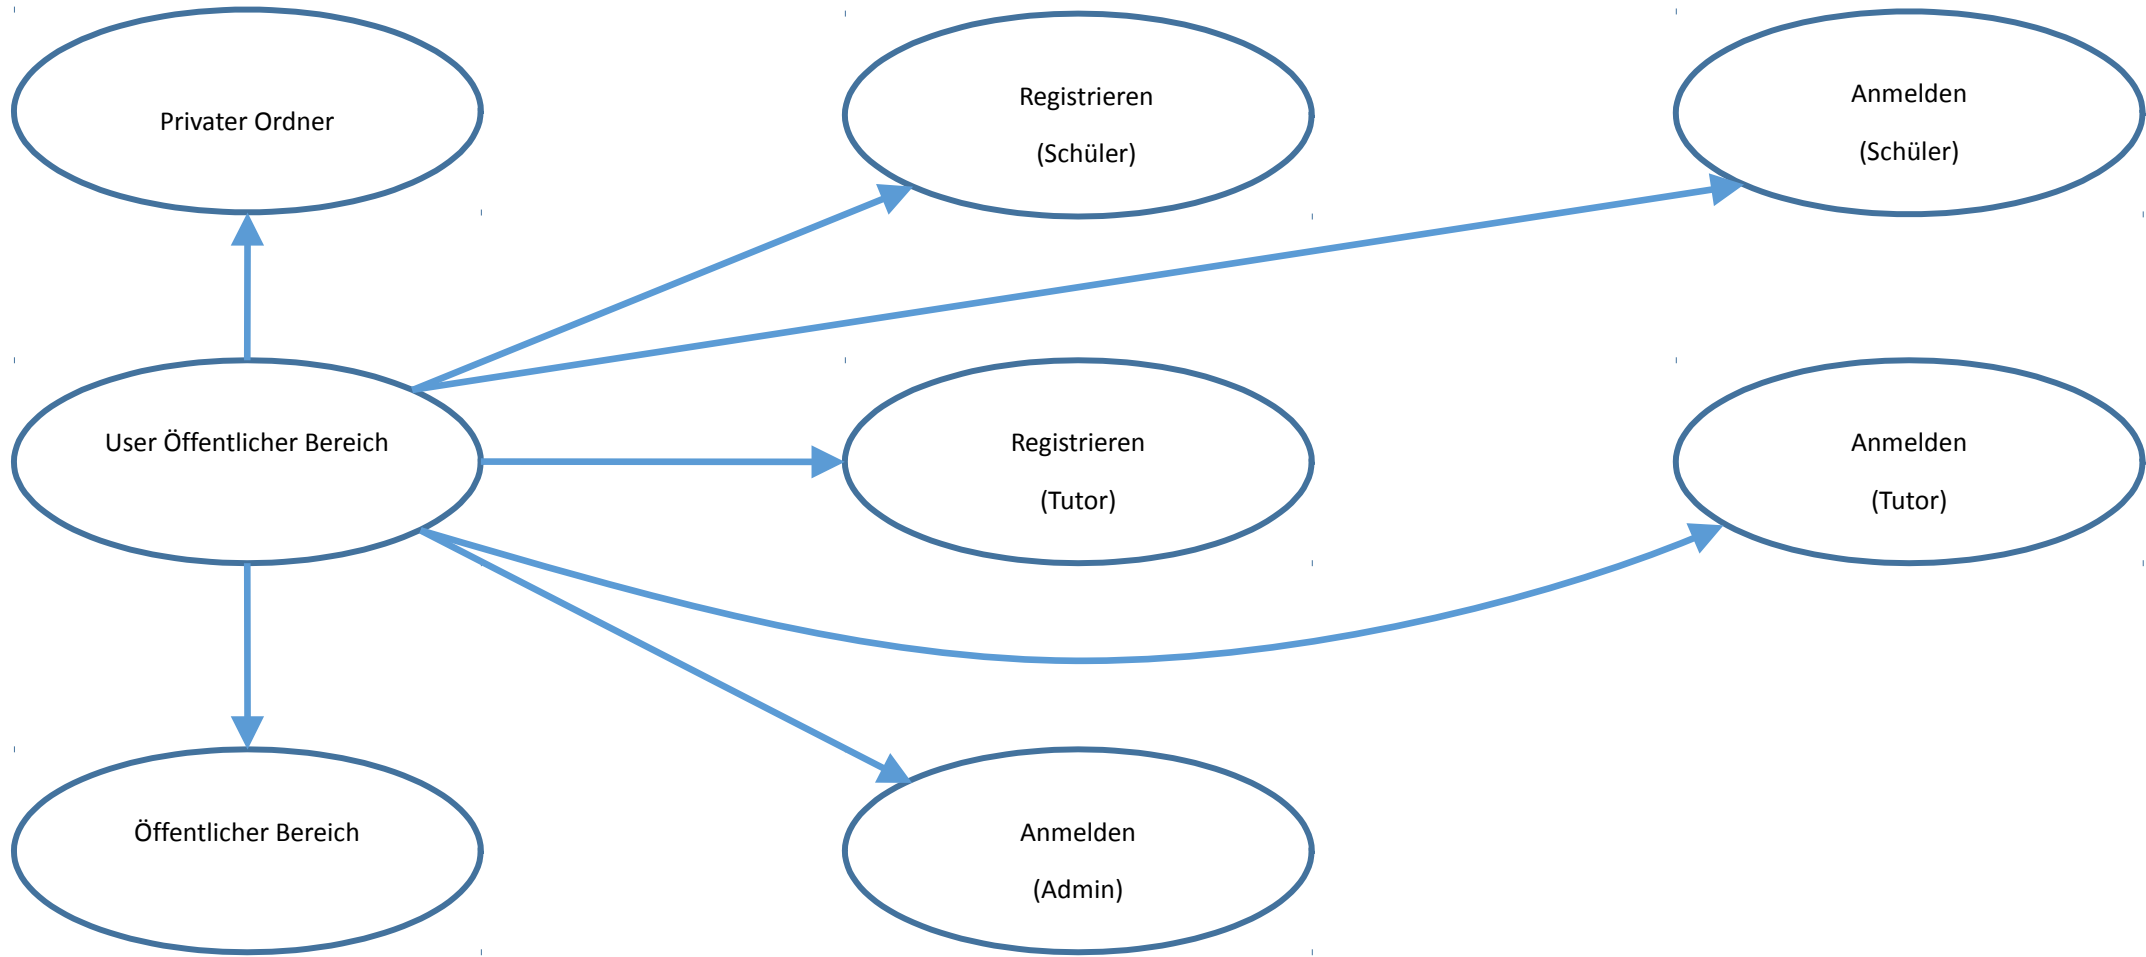 Privater Ordner
Registrieren
(Schüler)
Anmelden
(Schüler)
User Öffentlicher Bereich
Registrieren
(Tutor)
Anmelden
(Tutor)
Öffentlicher Bereich
Anmelden
(Admin)